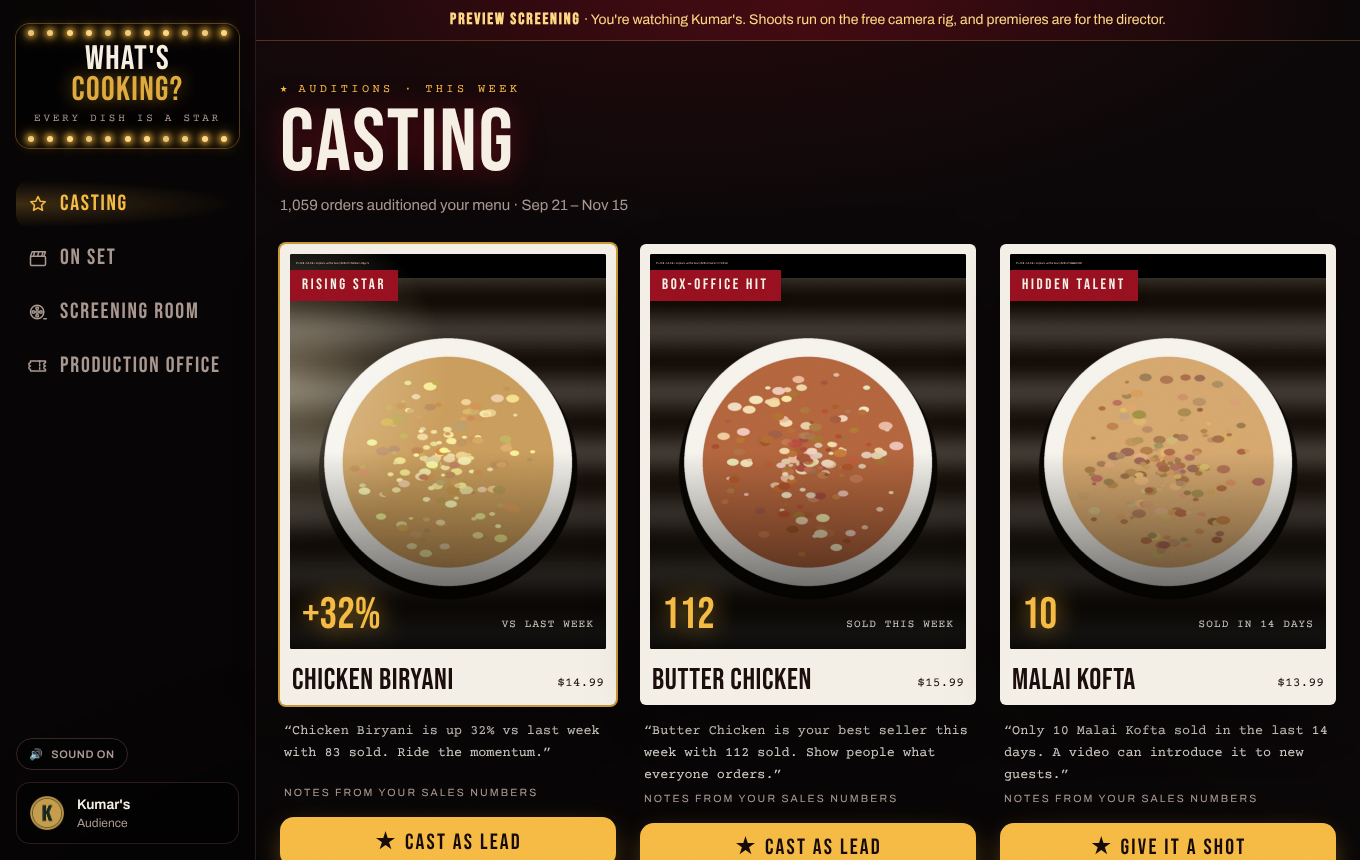 PREVIEW SCREENING · You're watching Kumar's. Shoots run on the free camera rig, and premieres are for the director.
WHAT'S
COOKING?
EVERY DISH IS A STAR
CASTING
ON SET
SCREENING ROOM
PRODUCTION OFFICE
🔊 SOUND ON
K
Kumar's
Audience
★ AUDITIONS · THIS WEEK
CASTING
1,059 orders auditioned your menu · Sep 21 – Nov 15
RISING STAR
+32%
VS LAST WEEK
CHICKEN BIRYANI
$14.99
“Chicken Biryani is up 32% vs last week
with 83 sold. Ride the momentum.”
NOTES FROM YOUR SALES NUMBERS
★ CAST AS LEAD
BOX-OFFICE HIT
112
SOLD THIS WEEK
BUTTER CHICKEN
$15.99
“Butter Chicken is your best seller this
week with 112 sold. Show people what
everyone orders.”
NOTES FROM YOUR SALES NUMBERS
★ CAST AS LEAD
HIDDEN TALENT
10
SOLD IN 14 DAYS
MALAI KOFTA
$13.99
“Only 10 Malai Kofta sold in the last 14
days. A video can introduce it to new
guests.”
NOTES FROM YOUR SALES NUMBERS
★ GIVE IT A SHOT